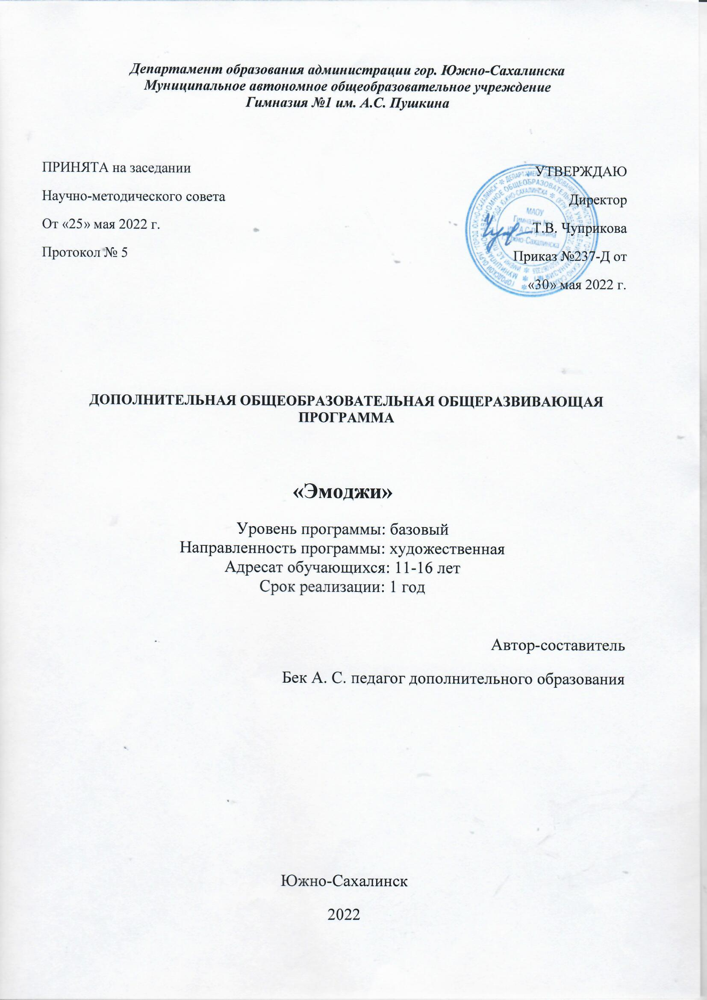 Департамент образования администрации гор. Южно-Сахалинска
Муниципальное автономное общеобразовательное учреждение
Гимназия №1 им. А.С. Пушкина
ПРИНЯТА на заседании
Научно-методического совета
От «25» мая 2022 г.
Протокол № 5
УТВЕРЖДАЮ
Директор
Т.В. Чуприкова
Приказ №237-Д от
«30» мая 2022 г.
МАОУ
Гимназия №1
им. А.С.Пушкина
Южно-Сахалинска
ДОПОЛНИТЕЛЬНАЯ ОБЩЕОБРАЗОВАТЕЛЬНАЯ ОБЩЕРАЗВИВАЮЩАЯ
ПРОГРАММА
«Эмоджи»
Уровень программы: базовый
Направленность программы: художественная
Адресат обучающихся: 11-16 лет
Срок реализации: 1 год
Автор-составитель
Бек А. С. педагог дополнительного образования
Южно-Сахалинск
2022